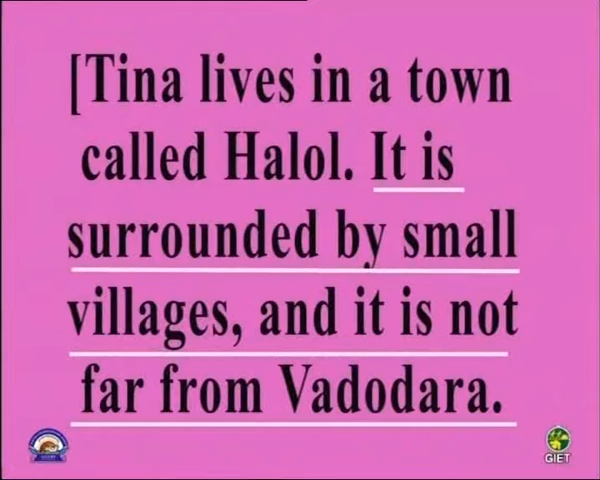 [Tina lives in a town
called Halol. It is
surrounded by small
villages, and it is not
far from Vadodara.
GIET